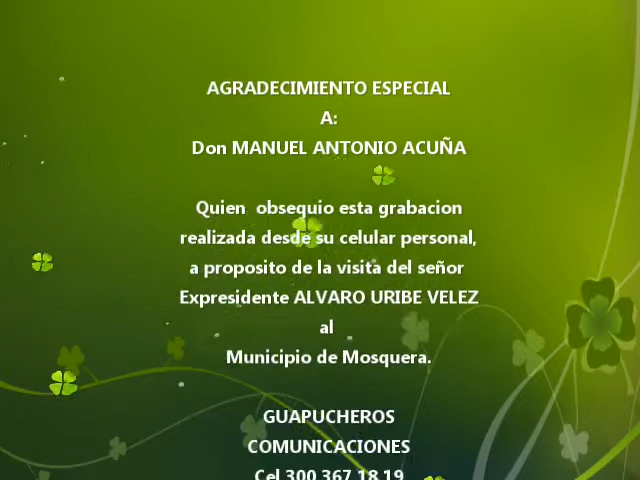 AGRADECIMIENTO ESPECIAL
A:
Don MANUEL ANTONIO ACUÑA
Quien obsequio esta grabacion
realizada desde su celular personal,
a proposito de la visita del señor
Expresidente ALVARO URIBE VELEZ
al
Municipio de Mosquera.
GUAPUCHEROS
COMUNICACIONES
Cel 300 367 18 19